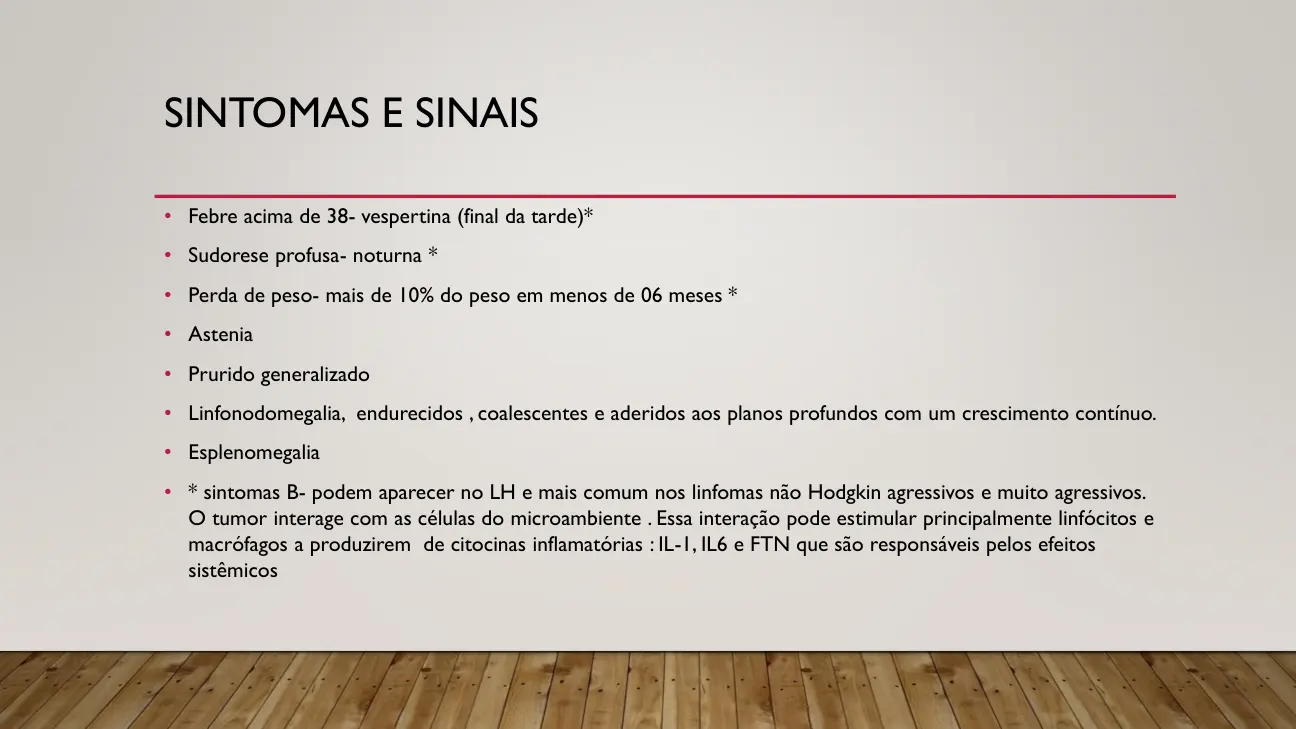 SINTOMAS E SINAIS
• Febre acima de 38- vespertina (final da tarde)*
• Sudorese profusa- noturna *
• Perda de peso- mais de 10% do peso em menos de 06 meses *
• Astenia
• Prurido generalizado
• Linfonodomegalia,  endurecidos , coalescentes e aderidos aos planos profundos com um crescimento contínuo.
• Esplenomegalia
• * sintomas B- podem aparecer no LH e mais comum nos linfomas não Hodgkin agressivos e muito agressivos.
O tumor interage com as células do microambiente . Essa interação pode estimular principalmente linfócitos e
macrófagos a produzirem  de citocinas inflamatórias : IL-1, IL6 e FTN que são responsáveis pelos efeitos
sistêmicos